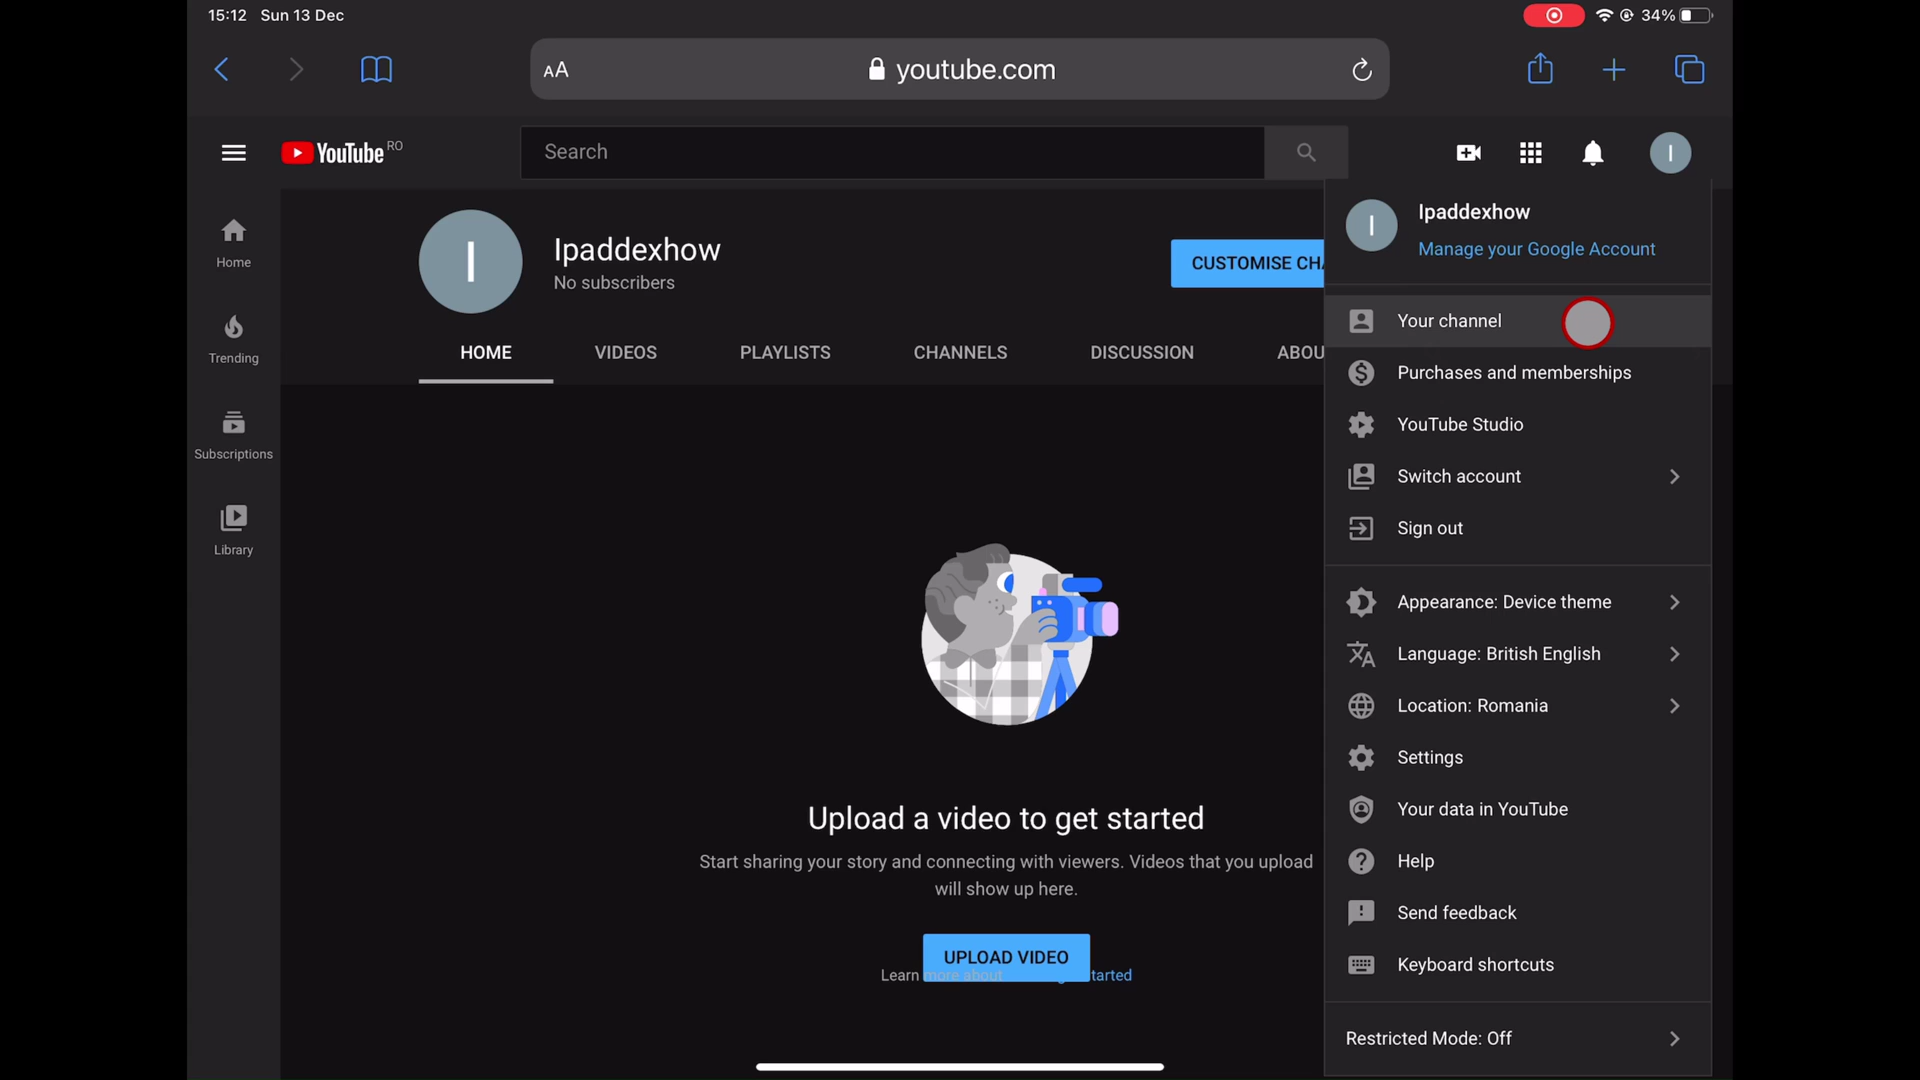 15:12 Sun 13 Dec
34%
AA
youtube.com
YouTube RO
Search
I
Home
Trending
Subscriptions
Library
I
Ipaddexhow
No subscribers
CUSTOMISE CHA
HOME VIDEOS PLAYLISTS CHANNELS DISCUSSION ABOU
Upload a video to get started
Start sharing your story and connecting with viewers. Videos that you upload
will show up here.
UPLOAD VIDEO
Learn more about tarted
I
Ipaddexhow
Manage your Google Account
Your channel
Purchases and memberships
YouTube Studio
Switch account
Sign out
Appearance: Device theme
Language: British English
Location: Romania
Settings
Your data in YouTube
Help
Send feedback
Keyboard shortcuts
Restricted Mode: Off